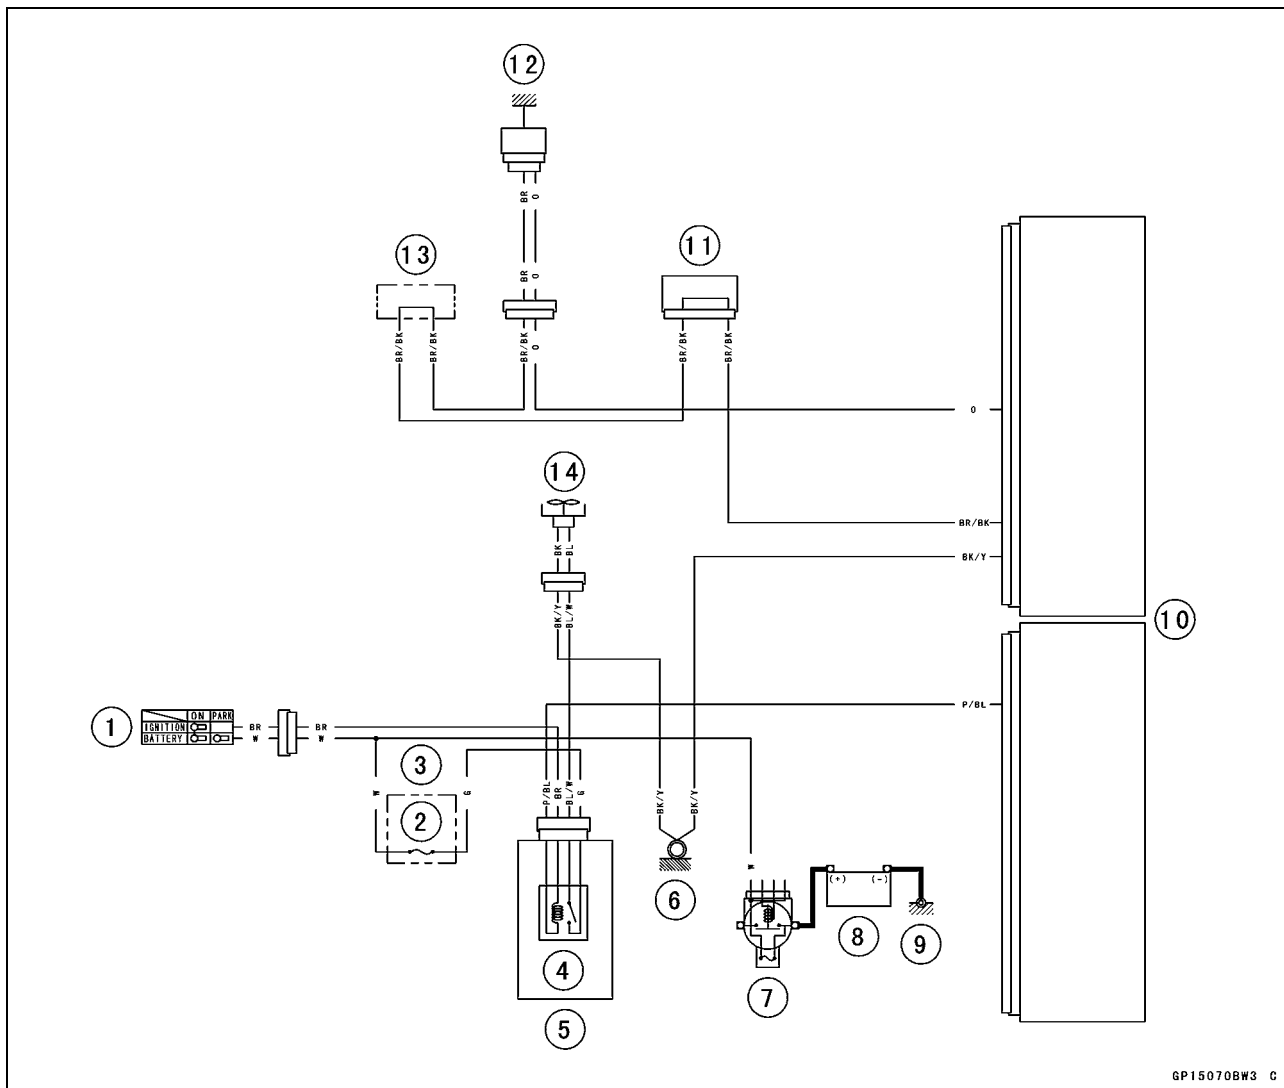 12
BR O
BR O
13
11
BR/BK BR/BK
BR/BK O
BR/BK BR/BK
O
14
BK BL
BR/BK
BK/Y
BK/Y BL/W
10
P/BL
1
ON PARK
IGNITION BR BR
BATTERY W W
3
W G
2
P/BL BR BL/W G
BK/Y BK/Y
W
(+) (-)
6
8
9
4
7
5
GP15070BW3 C